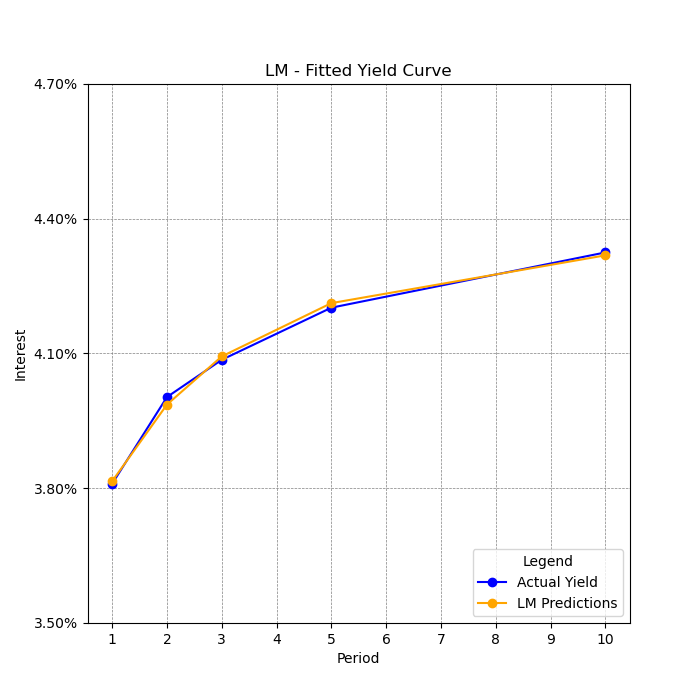 LM - Fitted Yield Curve
4.70%
4.40%
4.10%
3.80%
3.50%
Interest
Legend
Actual Yield
LM Predictions
1 2 3 4 5 6 7 8 9 10
Period